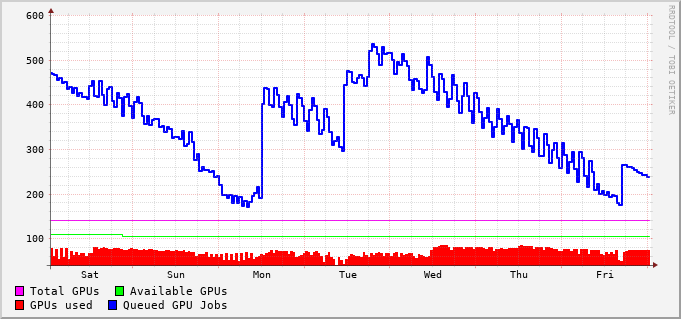 600
500
400
300
200
100
Sat Sun Mon Tue Wed Thu Fri
Total GPUs Available GPUs
GPUs used Queued GPU Jobs
RRDTOOL / TOBI OETIKER